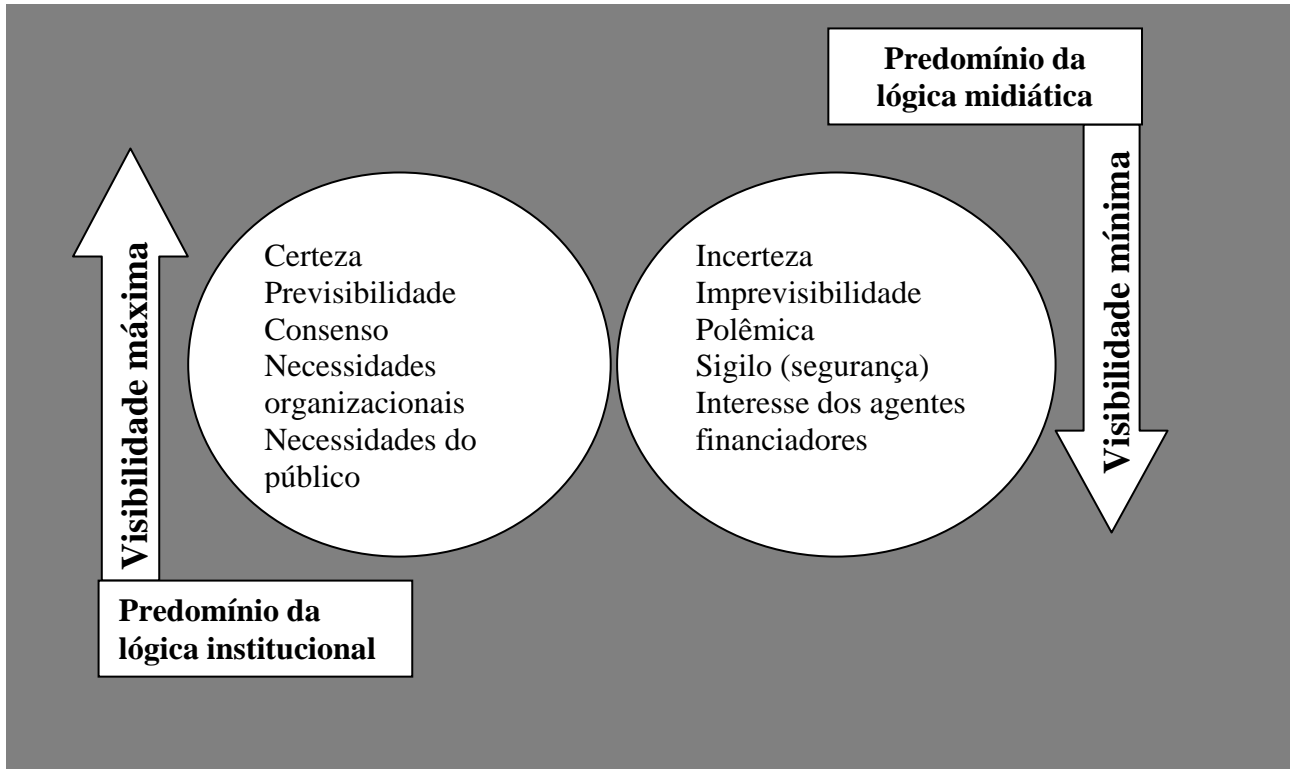 Predomínio da
lógica midiática
Visibilidade máxima
Certeza
Previsibilidade
Consenso
Necessidades
organizacionais
Necessidades do
público
Incerteza
Imprevisibilidade
Polêmica
Sigilo (segurança)
Interesse dos agentes
financiadores
Visibilidade mínima
Predomínio da
lógica institucional